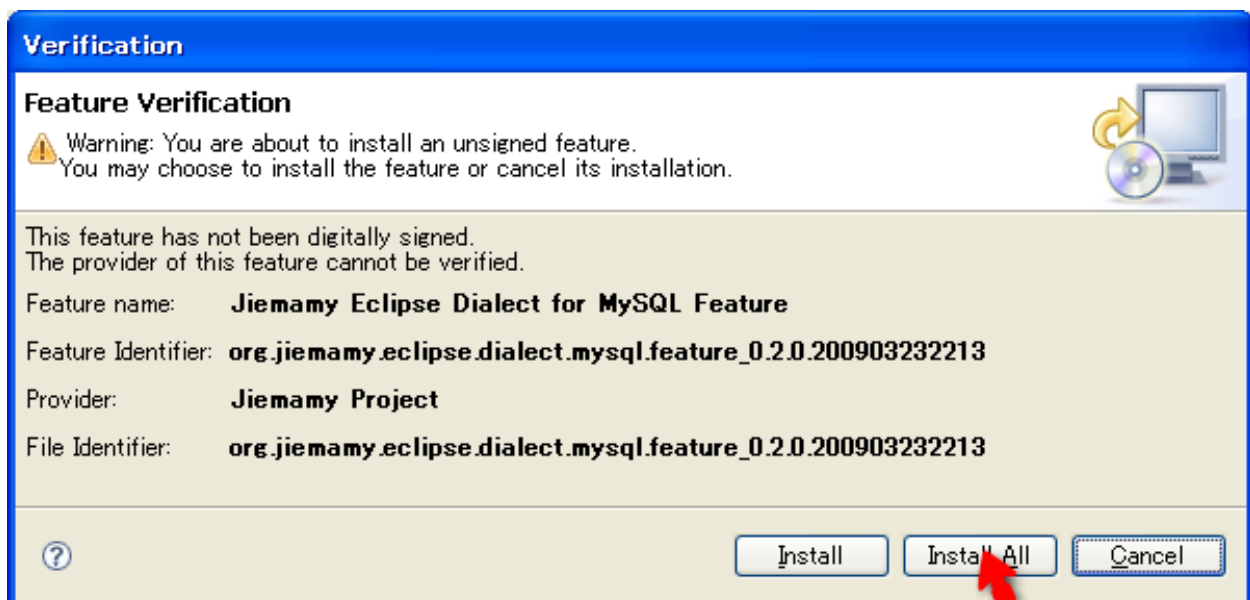 Verification
Feature Verification
Warning: You are about to install an unsigned feature.
You may choose to install the feature or cancel its installation.
This feature has not been digitally signed.
The provider of this feature cannot be verified.
Feature name: Jiemamy Eclipse Dialect for MySQL Feature
Feature Identifier: org.jiemamy.eclipse.dialect.mysql.feature_0.2.0.200903232213
Provider: Jiemamy Project
File Identifier: org.jiemamy.eclipse.dialect.mysql.feature_0.2.0.200903232213
? Install Install All Cancel